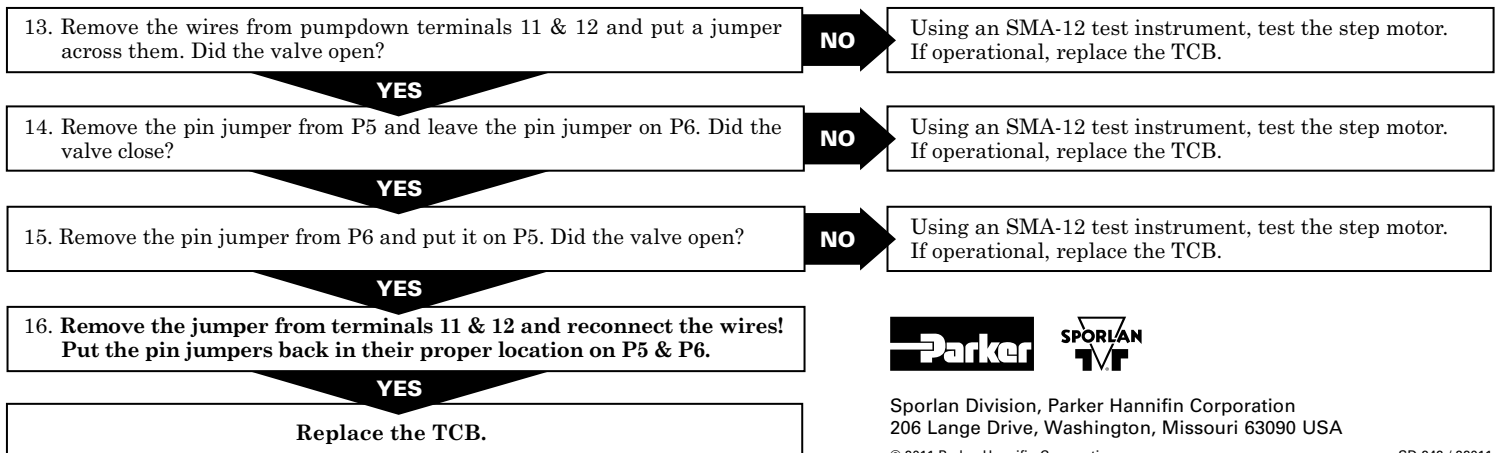 13. Remove the wires from pumpdown terminals 11 & 12 and put a jumper
across them. Did the valve open?
NO
Using an SMA-12 test instrument, test the step motor.
If operational, replace the TCB.
YES
14. Remove the pin jumper from P5 and leave the pin jumper on P6. Did the
valve close?
NO
Using an SMA-12 test instrument, test the step motor.
If operational, replace the TCB.
YES
15. Remove the pin jumper from P6 and put it on P5. Did the valve open?
NO
Using an SMA-12 test instrument, test the step motor.
If operational, replace the TCB.
YES
16. Remove the jumper from terminals 11 & 12 and reconnect the wires!
Put the pin jumpers back in their proper location on P5 & P6.
YES
Replace the TCB.
Parker
SPORLAN
Sporlan Division, Parker Hannifin Corporation
206 Lange Drive, Washington, Missouri 63090 USA